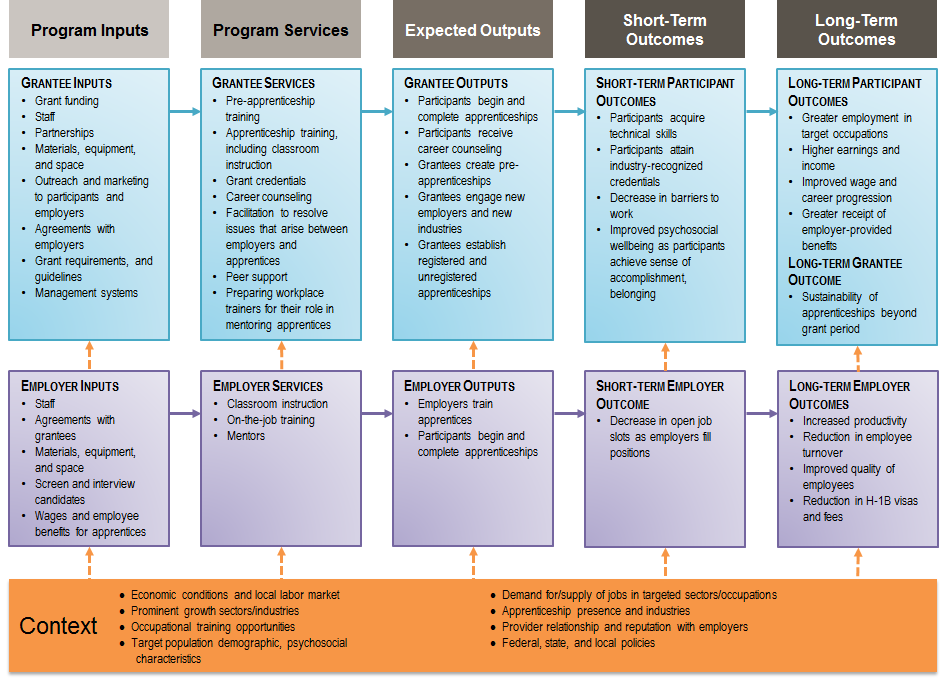 Program Inputs
Program Services
Expected Outputs
Short-Term
Outcomes
Long-Term
Outcomes
GRANTEE INPUTS
• Grant funding
• Staff
• Partnerships
• Materials, equipment,
and space
• Outreach and marketing
to participants and
employers
• Agreements with
employers
• Grant requirements, and
guidelines
• Management systems
GRANTEE SERVICES
• Pre-apprenticeship
training
• Apprenticeship training,
including classroom
instruction
• Grant credentials
• Career counseling
• Facilitation to resolve
issues that arise between
employers and
apprentices
• Peer support
• Preparing workplace
trainers for their role in
mentoring apprentices
GRANTEE OUTPUTS
• Participants begin and
complete apprenticeships
• Participants receive
career counseling
• Grantees create pre-
apprenticeships
• Grantees engage new
employers and new
industries
• Grantees establish
registered and
unregistered
apprenticeships
SHORT-TERM PARTICIPANT
OUTCOMES
• Participants acquire
technical skills
• Participants attain
industry-recognized
credentials
• Decrease in barriers to
work
• Improved psychosocial
wellbeing as participants
achieve sense of
accomplishment,
belonging
LONG-TERM PARTICIPANT
OUTCOMES
• Greater employment in
target occupations
• Higher earnings and
income
• Improved wage and
career progression
• Greater receipt of
employer-provided
benefits
LONG-TERM GRANTEE
OUTCOME
• Sustainability of
apprenticeships beyond
grant period
EMPLOYER INPUTS
• Staff
• Agreements with
grantees
• Materials, equipment,
and space
• Screen and interview
candidates
• Wages and employee
benefits for apprentices
EMPLOYER SERVICES
• Classroom instruction
• On-the-job training
• Mentors
EMPLOYER OUTPUTS
• Employers train
apprentices
• Participants begin and
complete apprenticeships
SHORT-TERM EMPLOYER
OUTCOME
• Decrease in open job
slots as employers fill
positions
LONG-TERM EMPLOYER
OUTCOMES
• Increased productivity
• Reduction in employee
turnover
• Improved quality of
employees
• Reduction in H-1B visas
and fees
Context
• Economic conditions and local labor market
• Prominent growth sectors/industries
• Occupational training opportunities
• Target population demographic, psychosocial
characteristics
• Demand for/supply of jobs in targeted sectors/occupations
• Apprenticeship presence and industries
• Provider relationship and reputation with employers
• Federal, state, and local policies